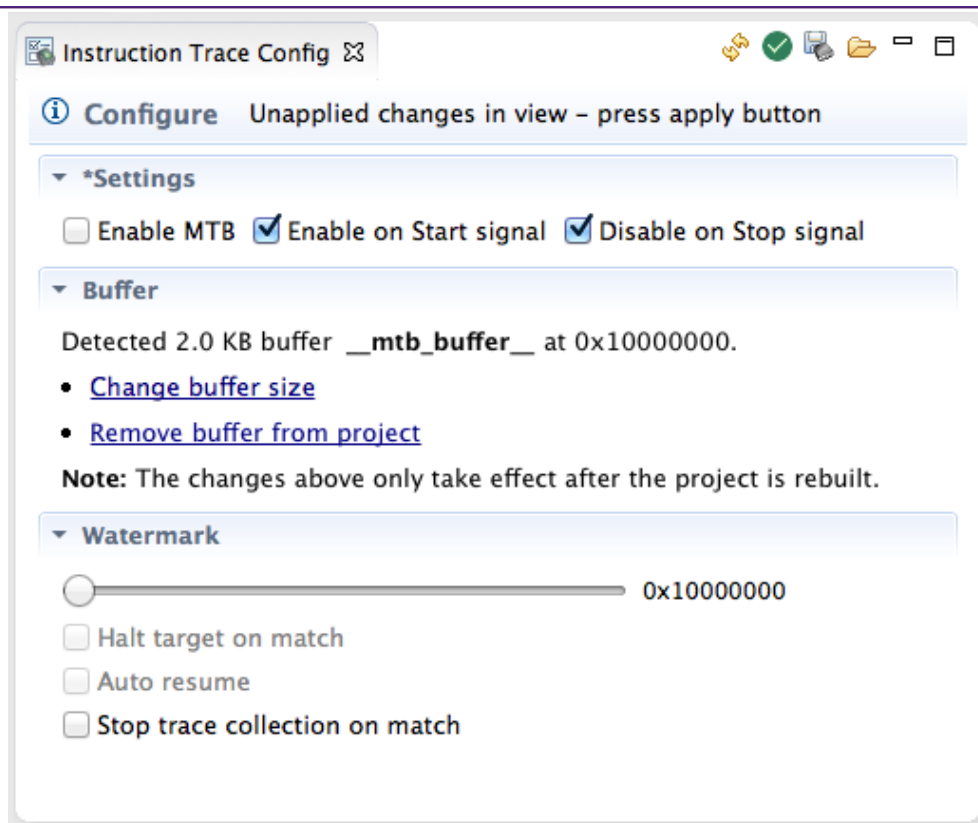 Instruction Trace Config
Configure Unapplied changes in view – press apply button
*Settings
Enable MTB Enable on Start signal Disable on Stop signal
Buffer
Detected 2.0 KB buffer __mtb_buffer__ at 0x10000000.
• Change buffer size
• Remove buffer from project
Note: The changes above only take effect after the project is rebuilt.
Watermark
0x10000000
Halt target on match
Auto resume
Stop trace collection on match